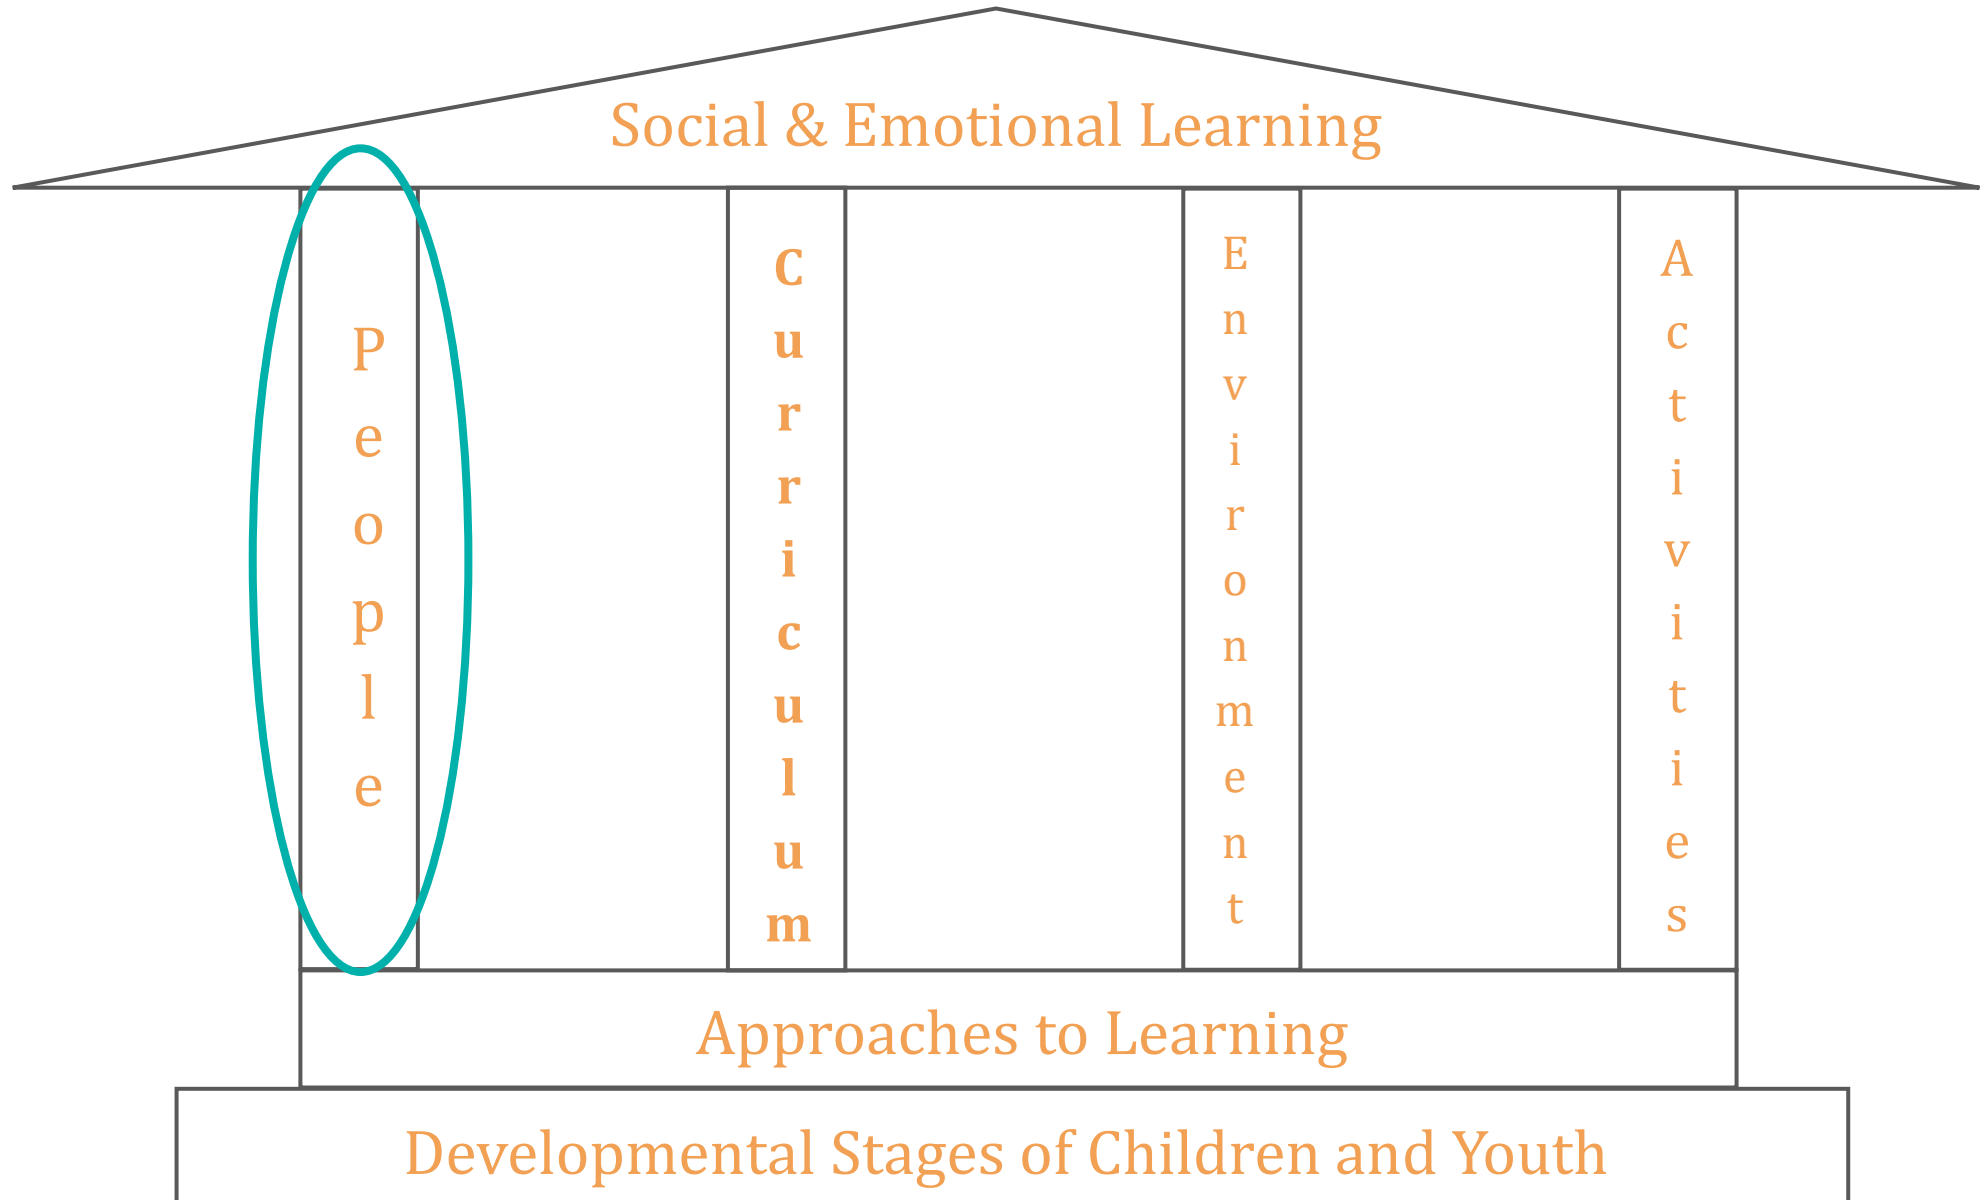 Social & Emotional Learning
People
Curriculum
Environment
Activities
Approaches to Learning
Developmental Stages of Children and Youth